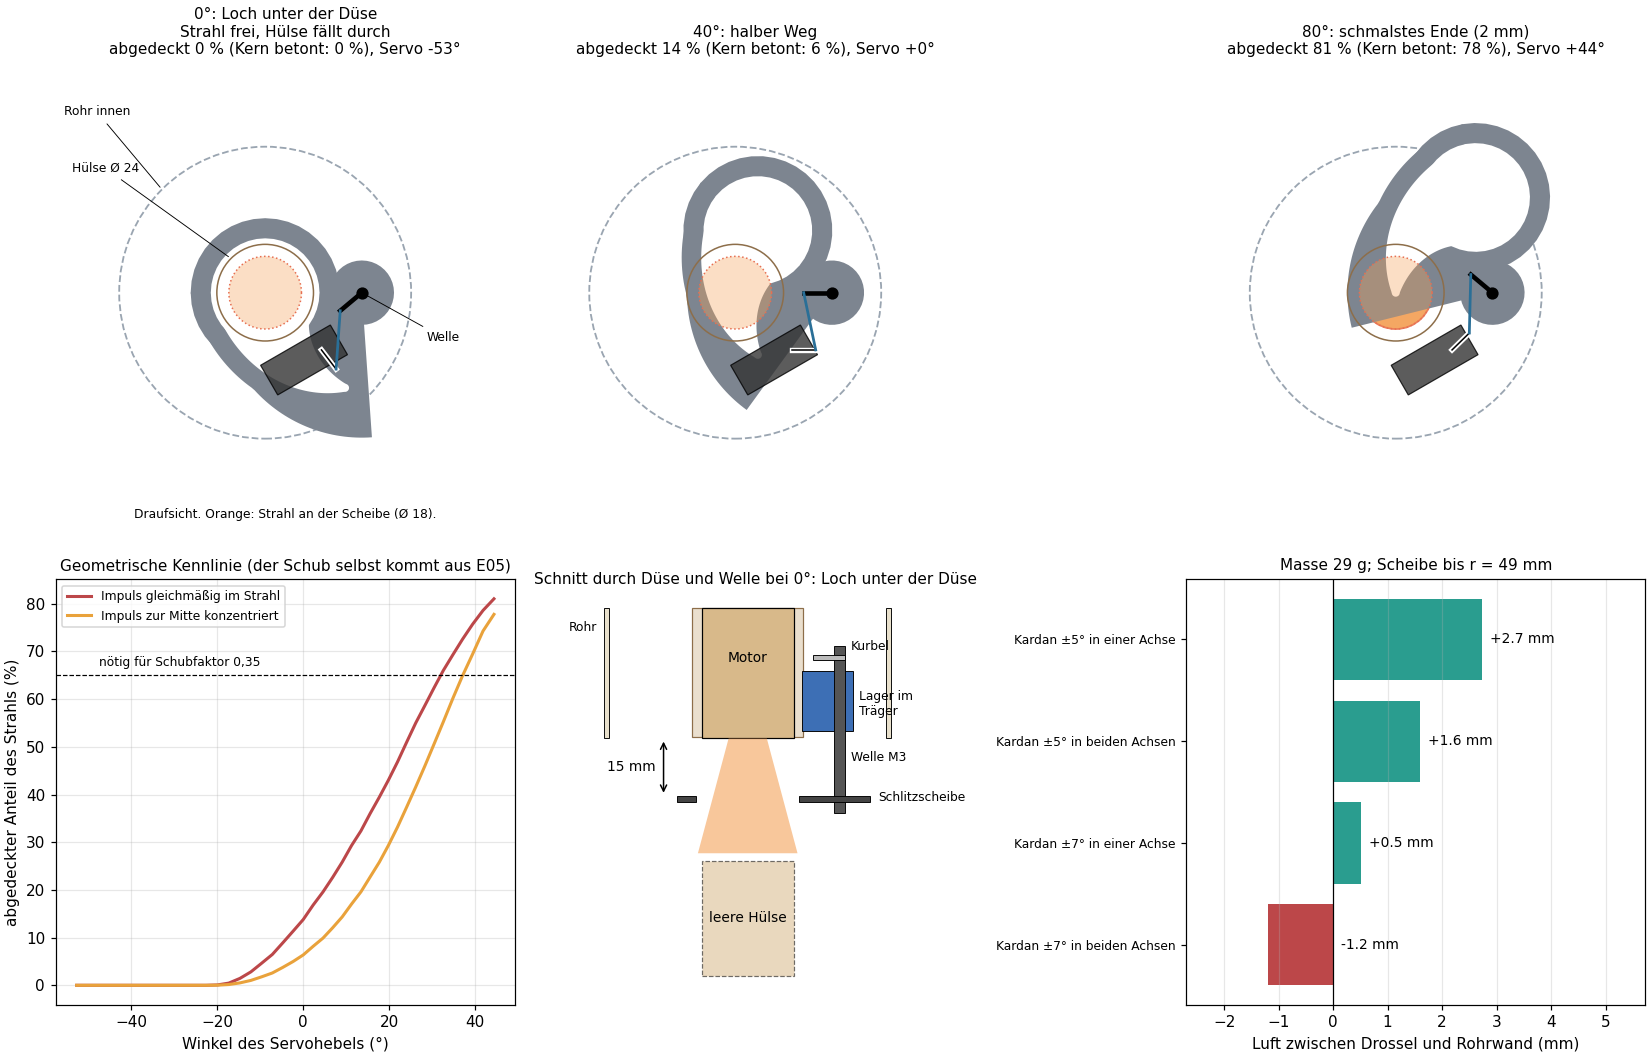 0°: Loch unter der Düse
Strahl frei, Hülse fällt durch
abgedeckt 0 % (Kern betont: 0 %), Servo -53°
40°: halber Weg
abgedeckt 14 % (Kern betont: 6 %), Servo +0°
80°: schmalstes Ende (2 mm)
abgedeckt 81 % (Kern betont: 78 %), Servo +44°
Rohr innen
Hülse Ø 24
Welle
Draufsicht. Orange: Strahl an der Scheibe (Ø 18).
Geometrische Kennlinie (der Schub selbst kommt aus E05)
Impuls gleichmäßig im Strahl
Impuls zur Mitte konzentriert
nötig für Schubfaktor 0,35
abgedeckter Anteil des Strahls (%)
80
70
60
50
40
30
20
10
0
−40
−20
0
20
40
Winkel des Servohebels (°)
Schnitt durch Düse und Welle bei 0°: Loch unter der Düse
Rohr
Motor
Kurbel
Lager im
Träger
Welle M3
15 mm
Schlitzscheibe
leere Hülse
Masse 29 g; Scheibe bis r = 49 mm
Kardan ±5° in einer Achse
+2.7 mm
Kardan ±5° in beiden Achsen
+1.6 mm
Kardan ±7° in einer Achse
+0.5 mm
Kardan ±7° in beiden Achsen
-1.2 mm
−2
−1
0
1
2
3
4
5
Luft zwischen Drossel und Rohrwand (mm)